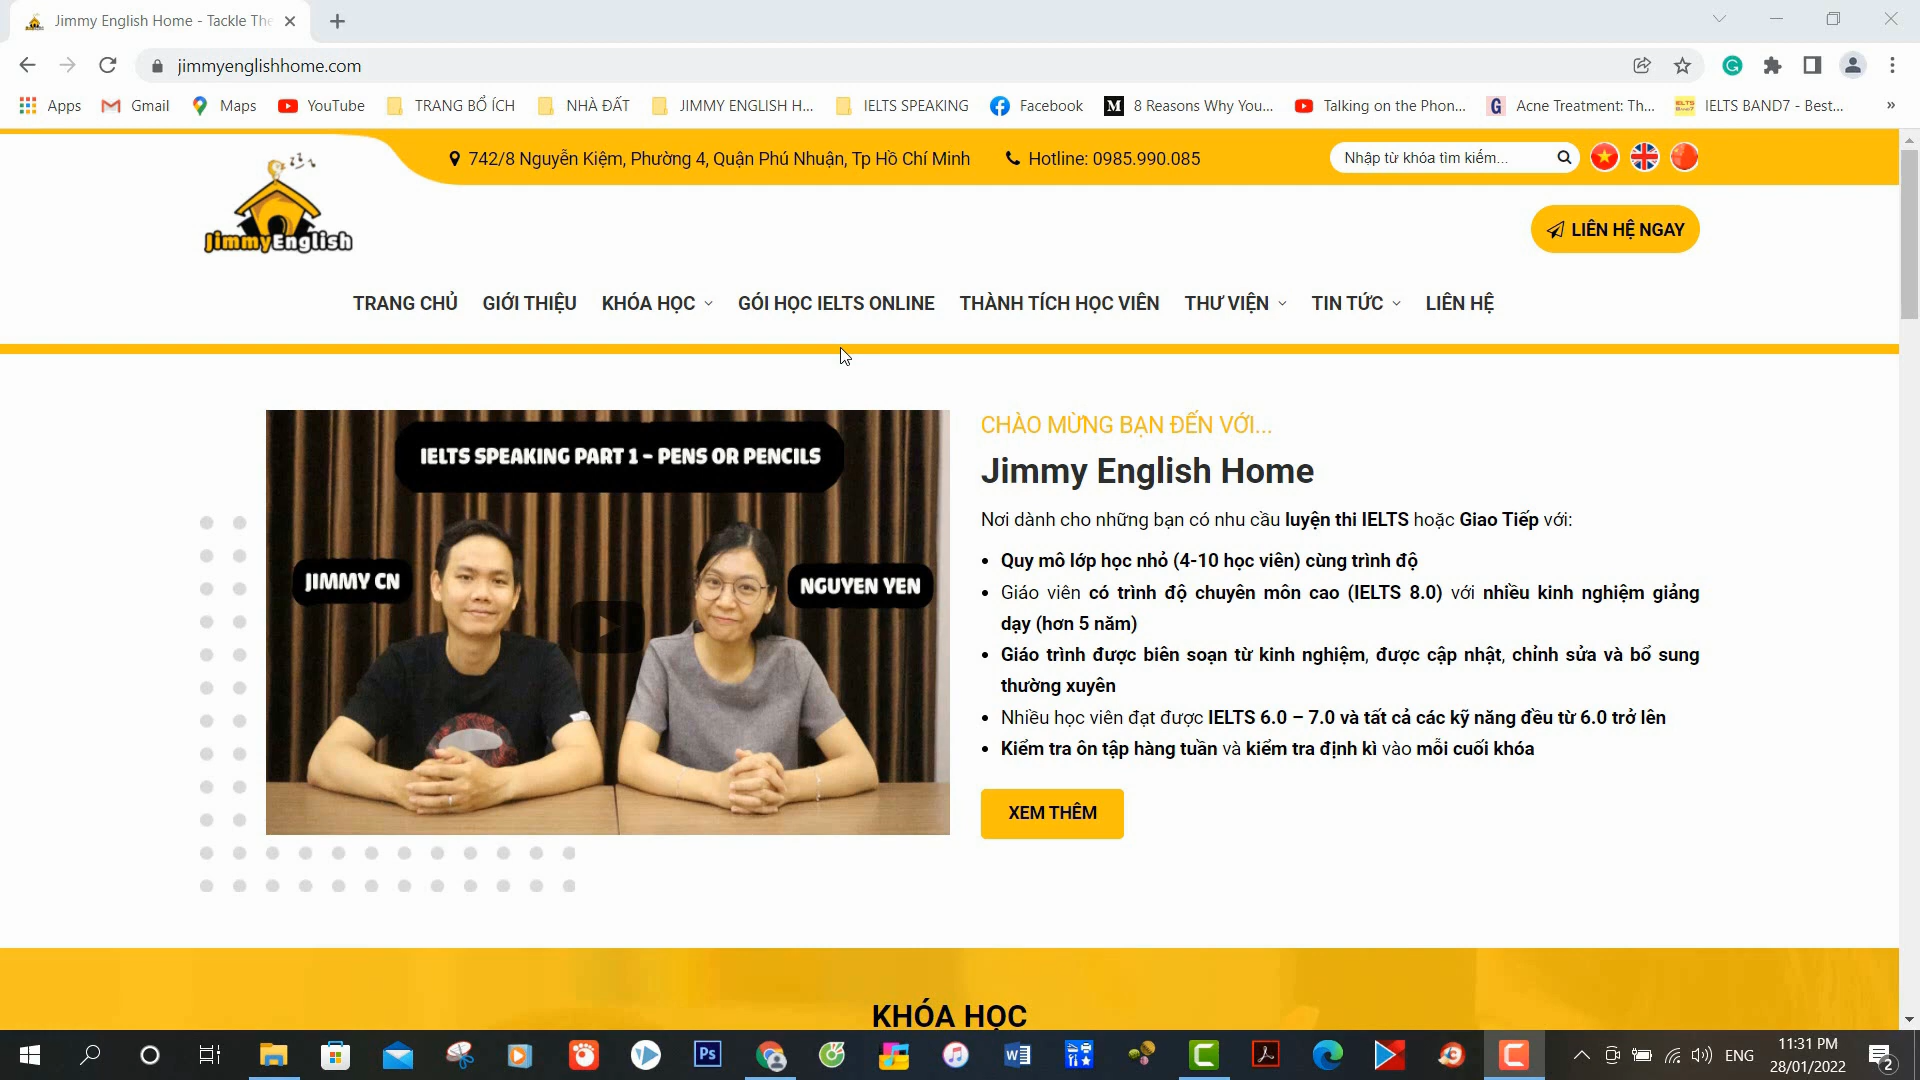 Jimmy English Home - Tackle The
jimmyenglishhome.com
Apps
Gmail
Maps
YouTube
TRANG BỔ ÍCH
NHÀ ĐẤT
JIMMY ENGLISH H...
IELTS SPEAKING
Facebook
8 Reasons Why You...
Talking on the Phon...
Acne Treatment: Th...
IELTS BAND7 - Best...
742/8 Nguyễn Kiệm, Phường 4, Quận Phú Nhuận, Tp Hồ Chí Minh
Hotline: 0985.990.085
Nhập từ khóa tìm kiếm...
JimmyEnglish
LIÊN HỆ NGAY
TRANG CHỦ
GIỚI THIỆU
KHÓA HỌC
GÓI HỌC IELTS ONLINE
THÀNH TÍCH HỌC VIÊN
THƯ VIỆN
TIN TỨC
LIÊN HỆ
IELTS SPEAKING PART 1 - PENS OR PENCILS
JIMMY CN
NGUYEN YEN
CHÀO MỪNG BẠN ĐẾN VỚI...
Jimmy English Home
Nơi dành cho những bạn có nhu cầu luyện thi IELTS hoặc Giao Tiếp với:
• Quy mô lớp học nhỏ (4-10 học viên) cùng trình độ
• Giáo viên có trình độ chuyên môn cao (IELTS 8.0) với nhiều kinh nghiệm giảng
dạy (hơn 5 năm)
• Giáo trình được biên soạn từ kinh nghiệm, được cập nhật, chỉnh sửa và bổ sung
thường xuyên
• Nhiều học viên đạt được IELTS 6.0 – 7.0 và tất cả các kỹ năng đều từ 6.0 trở lên
• Kiểm tra ôn tập hàng tuần và kiểm tra định kì vào mỗi cuối khóa
XEM THÊM
KHÓA HỌC
ENG
11:31 PM
28/01/2022
2